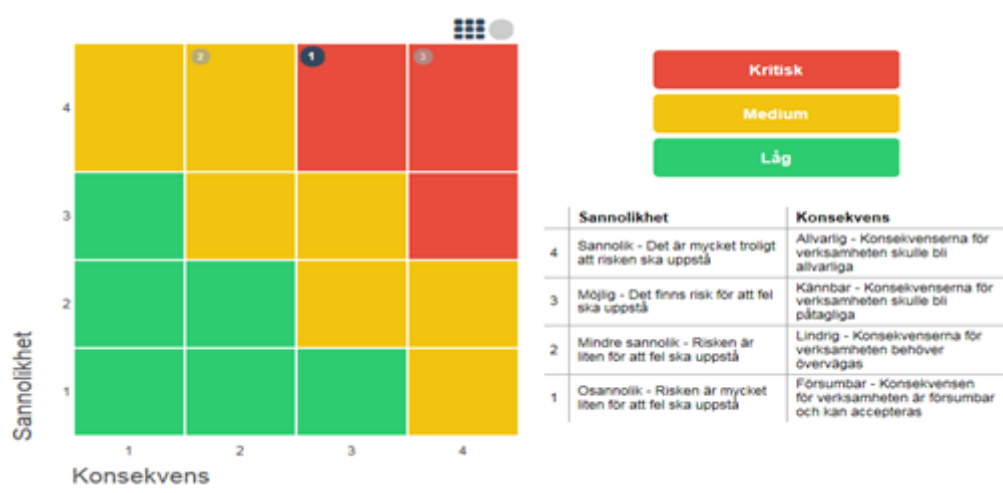 2
1
3
4
3
2
1
Sannolikhet
1
2
3
4
Konsekvens
Kritisk
Medium
Låg
Sannolikhet
Konsekvens
4
Sannolik - Det är mycket troligt
att risken ska uppstå
Allvarlig - Konsekvenserna för
verksamheten skulle bli
allvarliga
3
Möjlig - Det finns risk för att fel
ska uppstå
Kännbar - Konsekvenserna för
verksamheten skulle bli
påtagliga
2
Mindre sannolik - Risken är
liten för att fel ska uppstå
Lindrig - Konsekvenserna för
verksamheten behöver
övervägas
1
Osannolik - Risken är mycket
liten för att fel ska uppstå
Försumbar - Konsekvensen
för verksamheten är försumbar
och kan accepteras